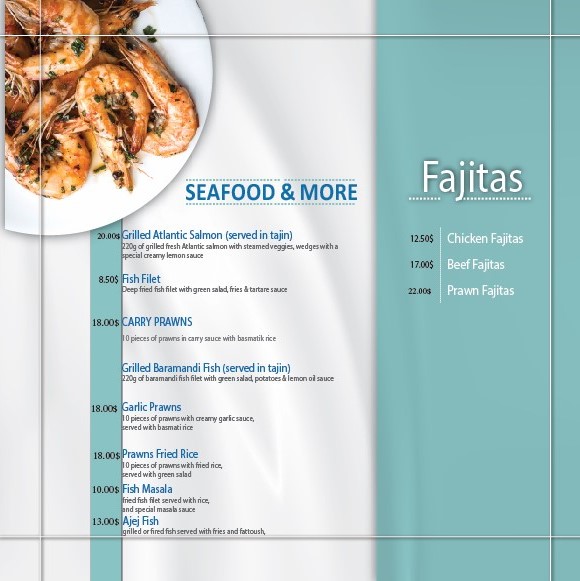 SEAFOOD & MORE
20.00$ Grilled Atlantic Salmon (served in tajin)
220g of grilled fresh Atlantic salmon with steamed veggies, wedges with a
special creamy lemon sauce
8.50$ Fish Filet
Deep fried fish filet with green salad, fries & tartare sauce
18.00$ CARRY PRAWNS
10 pieces of prawns in carry sauce with basmatik rice
Grilled Baramandi Fish (served in tajin)
220g of baramandi fish filet with green salad, potatoes & lemon oil sauce
18.00$ Garlic Prawns
10 pieces of prawns with creamy garlic sauce,
served with basmati rice
18.00$ Prawns Fried Rice
10 pieces of prawns with fried rice,
served with green salad
10.00$ Fish Masala
fried fish filet served with rice,
and special masala sauce
13.00$ Ajej Fish
grilled or fired fish served with fries and fattoush,
Fajitas
12.50$ Chicken Fajitas
17.00$ Beef Fajitas
22.00$ Prawn Fajitas